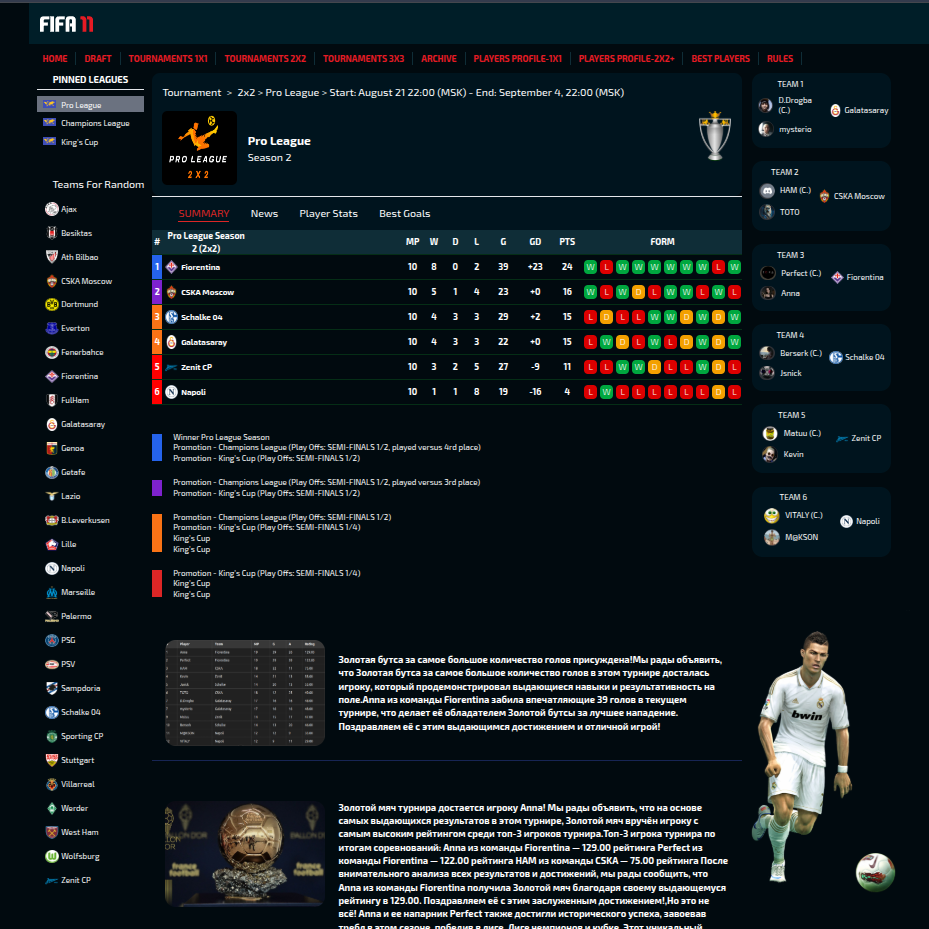 FIFA 11
HOME DRAFT TOURNAMENTS 1X1 TOURNAMENTS 2X2 TOURNAMENTS 3X3 ARCHIVE PLAYERS PROFILE-1X1 PLAYERS PROFILE-2X2+ BEST PLAYERS RULES
PINNED LEAGUES
Pro League
Champions League
King's Cup
Teams For Random
Ajax
Besiktas
Ath Bilbao
CSKA Moscow
Dortmund
Everton
Fenerbahce
Fiorentina
FulHam
Galatasaray
Genoa
Getafe
Lazio
B.Leverkusen
Lille
Napoli
Marseille
Palermo
PSG
PSV
Sampdoria
Schalke 04
Sporting CP
Stuttgart
Villarreal
Werder
West Ham
Wolfsburg
Zenit CP
Tournament > 2x2 > Pro League > Start: August 21 22:00 (MSK) - End: September 4, 22:00 (MSK)
PRO LEAGUE
2 X 2
Pro League
Season 2
SUMMARY News Player Stats Best Goals
# Pro League Season 2 (2x2) MP W D L G GD PTS FORM
1 Fiorentina 10 8 0 2 39 +23 24 W L W W W W W W L W
2 CSKA Moscow 10 5 1 4 23 +0 16 W L W D L W W L W L
3 Schalke 04 10 4 3 3 29 +2 15 L D L L W W D W D W
4 Galatasaray 10 4 3 3 22 +0 15 L W D L W L D W D W
5 Zenit CP 10 3 2 5 27 -9 11 L L W W D L L W D L
6 Napoli 10 1 1 8 19 -16 4 L W L L L L L L D L
Winner Pro League Season
Promotion - Champions League (Play Offs: SEMI-FINALS 1/2, played versus 4rd place)
Promotion - King's Cup (Play Offs: SEMI-FINALS 1/2)
Promotion - Champions League (Play Offs: SEMI-FINALS 1/2, played versus 3rd place)
Promotion - King's Cup (Play Offs: SEMI-FINALS 1/2)
Promotion - Champions League (Play Offs: SEMI-FINALS 1/2)
Promotion - King's Cup (Play Offs: SEMI-FINALS 1/4)
King's Cup
King's Cup
Promotion - King's Cup (Play Offs: SEMI-FINALS 1/4)
King's Cup
King's Cup
Золотая бутса за самое большое количество голов присуждена!Мы рады объявить,
что Золотая бутса за самое большое количество голов в этом турнире досталась
игроку, который продемонстрировал выдающиеся навыки и результативность на
поле.Anna из команды Fiorentina забила впечатляющие 39 голов в текущем
турнире, что делает её обладателем Золотой бутсы за лучшее нападение.
Поздравляем её с этим выдающимся достижением и отличной игрой!
Золотой мяч турнира достается игроку Anna! Мы рады объявить, что на основе
самых выдающихся результатов в этом турнире, Золотой мяч вручён игроку с
самым высоким рейтингом среди топ-3 игроков турнира.Топ-3 игрока турнира по
итогам соревнований: Anna из команды Fiorentina — 129.00 рейтинга Perfect из
команды Fiorentina — 122.00 рейтинга HAM из команды CSKA — 75.00 рейтинга После
внимательного анализа всех результатов и достижений, мы рады сообщить, что
Anna из команды Fiorentina получила Золотой мяч благодаря своему выдающемуся
рейтингу в 129.00. Поздравляем её с этим заслуженным достижением!,Но это не
всё! Anna и ее напарник Perfect также достигли исторического успеха, завоевав
требл в этом сезоне, победив в лиге, Лиге чемпионов и кубке. Этот уникальный
TEAM 1
D.Drogba (C.)
mysterio
Galatasaray
TEAM 2
HAM (C.)
TOTO
CSKA Moscow
TEAM 3
Perfect (C.)
Anna
Fiorentina
TEAM 4
Berserk (C.)
Jsnick
Schalke 04
TEAM 5
Matuu (C.)
Kevin
Zenit CP
TEAM 6
VITALY (C.)
M@KSON
Napoli
bwin